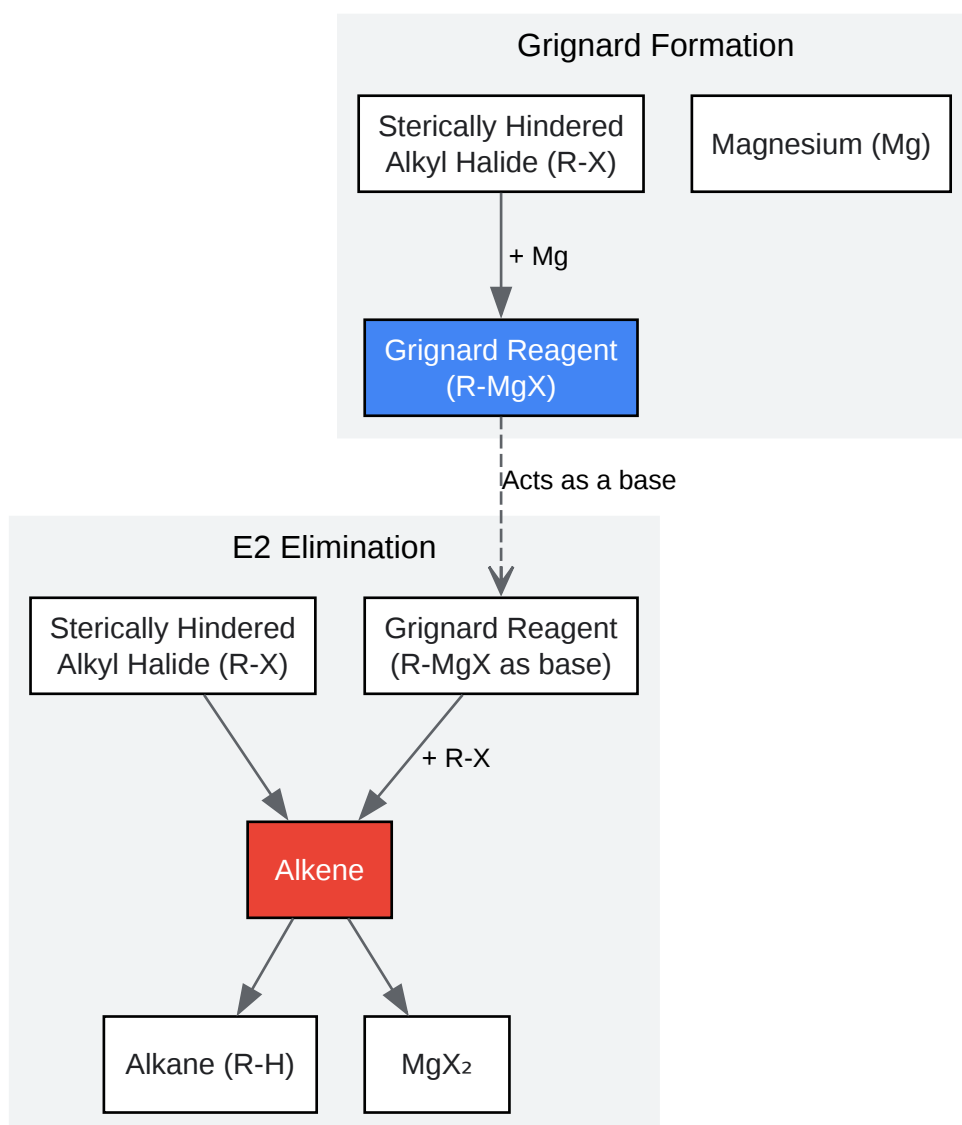 Grignard Formation
Sterically Hindered
Alkyl Halide (R-X)
Magnesium (Mg)
+ Mg
Grignard Reagent
(R-MgX)
Acts as a base
E2 Elimination
Sterically Hindered
Alkyl Halide (R-X)
Grignard Reagent
(R-MgX as base)
+ R-X
Alkene
Alkane (R-H)
MgX₂